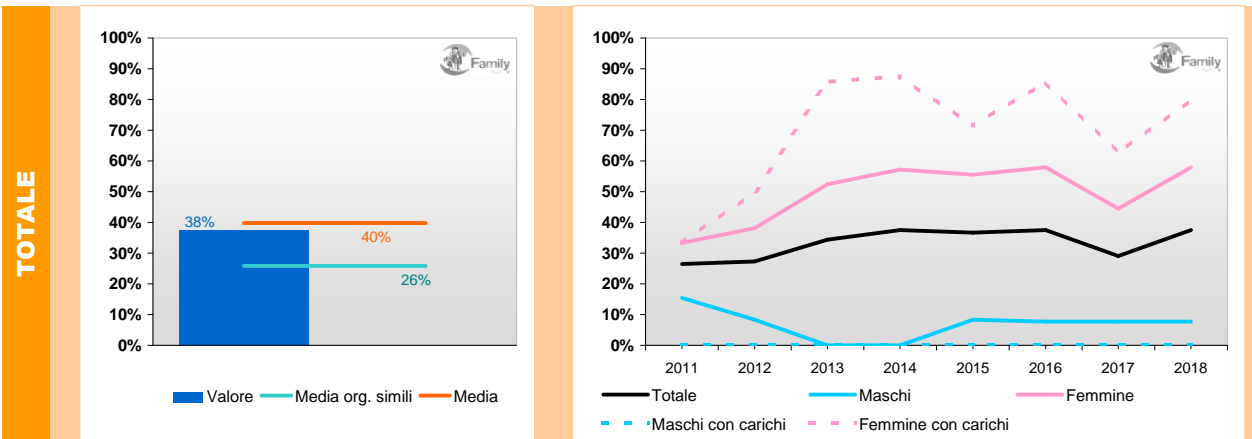 TOTALE
100%
90%
80%
70%
60%
50%
40%
30%
20%
10%
0%
38%
40%
26%
Family
Valore
Media org. simili
Media
100%
90%
80%
70%
60%
50%
40%
30%
20%
10%
0%
Family
2011 2012 2013 2014 2015 2016 2017 2018
Totale Maschi Femmine
Maschi con carichi Femmine con carichi